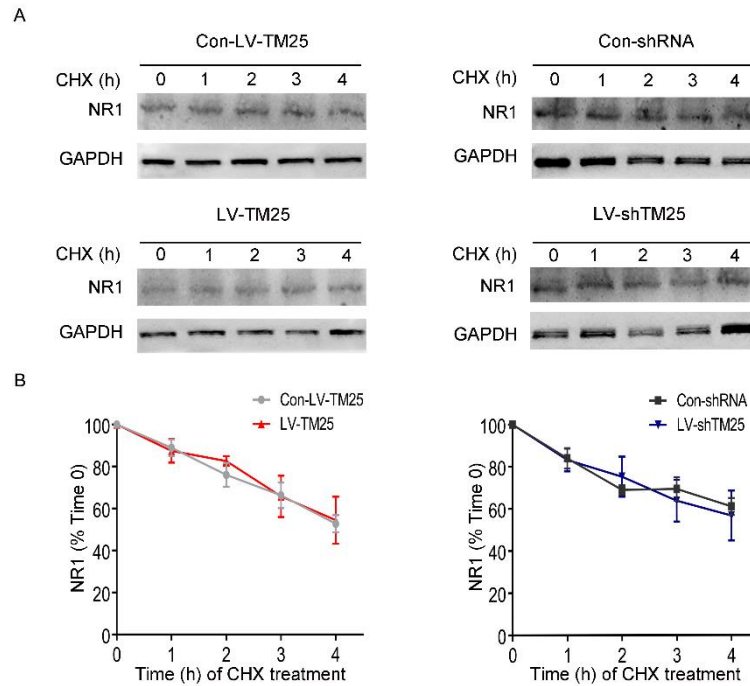 A
Con-LV-TM25
CHX (h) 0 1 2 3 4
NR1
GAPDH
Con-shRNA
CHX (h) 0 1 2 3 4
NR1
GAPDH
LV-TM25
CHX (h) 0 1 2 3 4
NR1
GAPDH
LV-shTM25
CHX (h) 0 1 2 3 4
NR1
GAPDH
B
Con-LV-TM25
LV-TM25
NR1 (% Time 0)
100
80
60
40
20
0
0 1 2 3 4
Time (h) of CHX treatment
Con-shRNA
LV-shTM25
NR1 (% Time 0)
100
80
60
40
20
0
0 1 2 3 4
Time (h) of CHX treatment